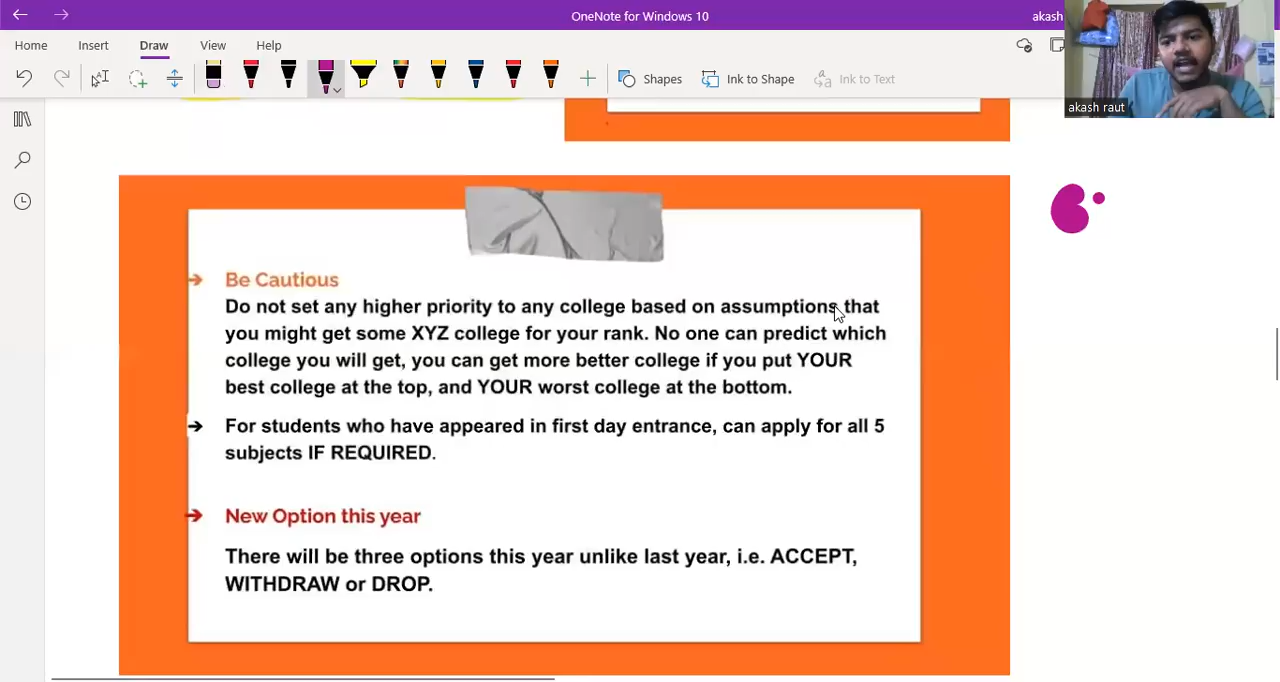 OneNote for Windows 10
akash
Home Insert Draw View Help
Shapes Ink to Shape Ink to Text
akash raut
Be Cautious
Do not set any higher priority to any college based on assumptions that
you might get some XYZ college for your rank. No one can predict which
college you will get, you can get more better college if you put YOUR
best college at the top, and YOUR worst college at the bottom.
For students who have appeared in first day entrance, can apply for all 5
subjects IF REQUIRED.
New Option this year
There will be three options this year unlike last year, i.e. ACCEPT,
WITHDRAW or DROP.